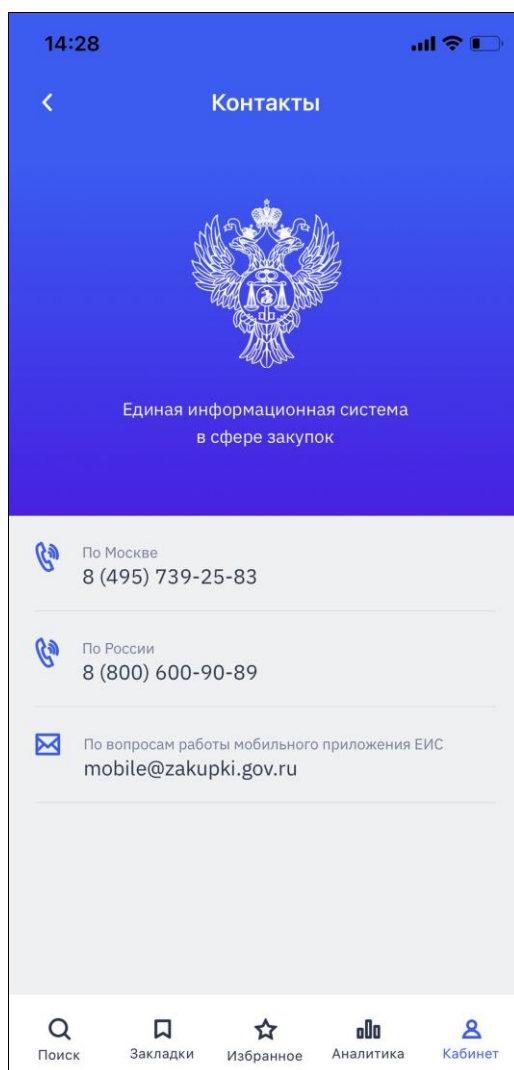 14:28
Контакты
Единая информационная система
в сфере закупок
По Москве
8 (495) 739-25-83
По России
8 (800) 600-90-89
По вопросам работы мобильного приложения ЕИС
mobile@zakupki.gov.ru
Поиск Закладки Избранное Аналитика Кабинет